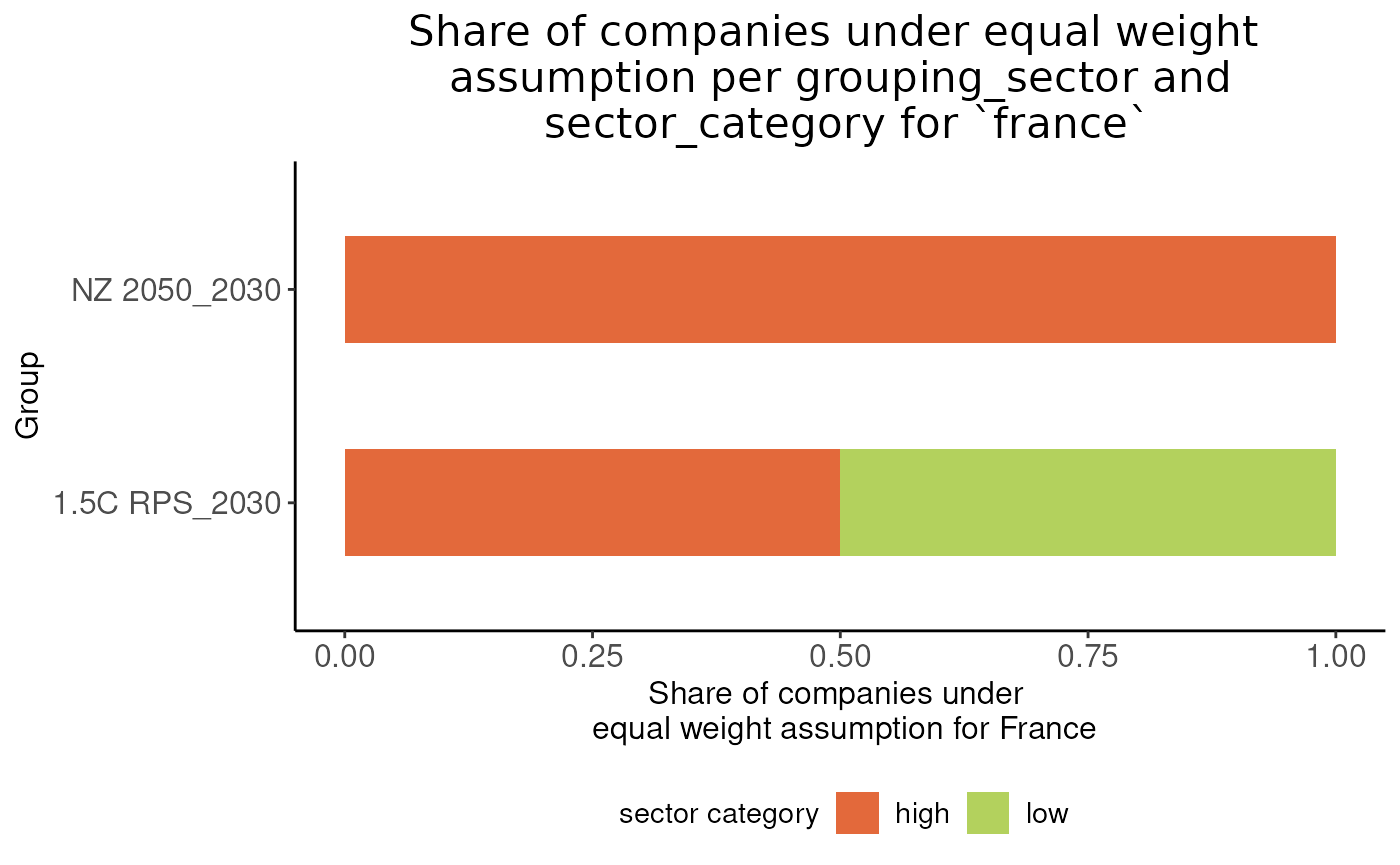 Share of companies under equal weight
assumption per grouping_sector and
sector_category for `france`
NZ 2050_2030
Group
1.5C RPS_2030
0.00 0.25 0.50 0.75 1.00
Share of companies under
equal weight assumption for France
sector category high low